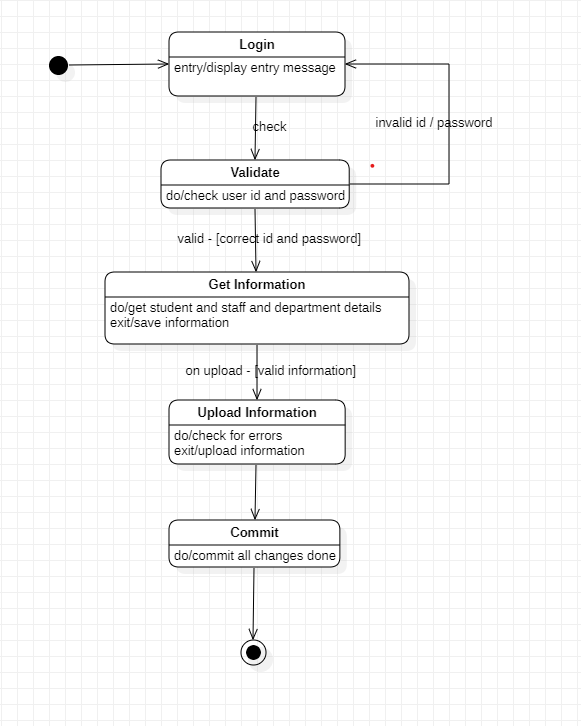 Login
entry/display entry message
check
invalid id / password
Validate
do/check user id and password
valid - [correct id and password]
Get Information
do/get student and staff and department details
exit/save information
on upload - [valid information]
Upload Information
do/check for errors
exit/upload information
Commit
do/commit all changes done